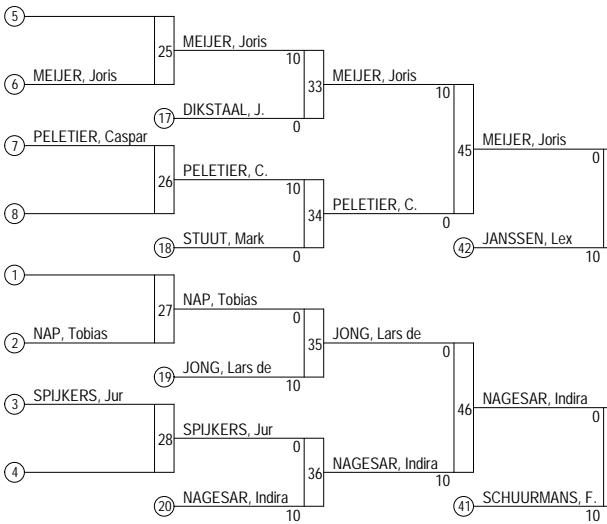 5
25
MEIJER, Joris
10
6
MEIJER, Joris
33
MEIJER, Joris
10
17
DIKSTAAL, J.
0
7
PELETIER, Caspar
45
MEIJER, Joris
0
26
PELETIER, C.
10
8
34
PELETIER, C.
0
18
STUUT, Mark
0
42
JANSSEN, Lex
10
1
27
NAP, Tobias
0
2
NAP, Tobias
35
JONG, Lars de
0
19
JONG, Lars de
10
3
SPIJKERS, Jur
46
NAGESAR, Indira
0
28
SPIJKERS, Jur
0
4
36
NAGESAR, Indira
10
20
NAGESAR, Indira
10
41
SCHUURMANS, F.
10